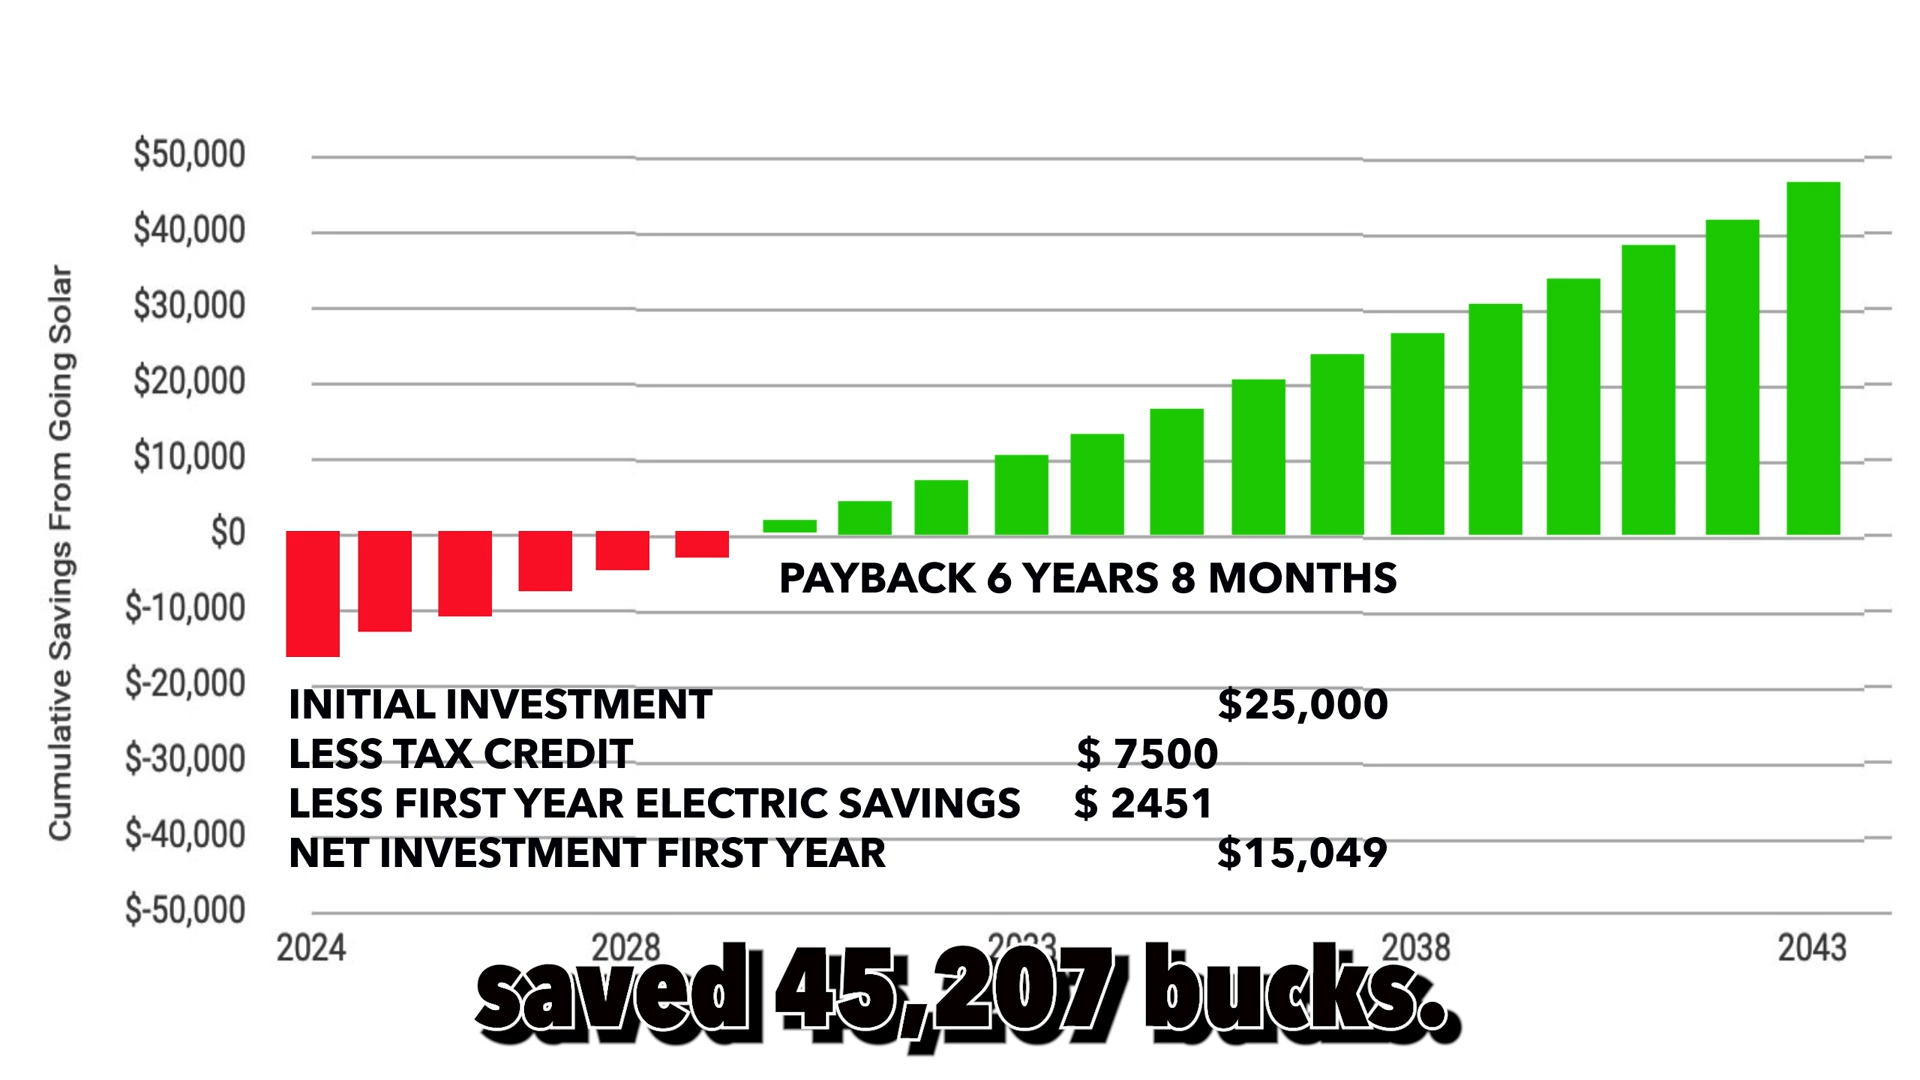 Cumulative Savings From Going Solar
$50,000
$40,000
$30,000
$20,000
$10,000
$0
$-10,000
$-20,000
$-30,000
$-40,000
$-50,000
PAYBACK 6 YEARS 8 MONTHS
INITIAL INVESTMENT $25,000
LESS TAX CREDIT $ 7500
LESS FIRST YEAR ELECTRIC SAVINGS $ 2451
NET INVESTMENT FIRST YEAR $15,049
2024 2028 2033 2038 2043
saved 45,207 bucks.